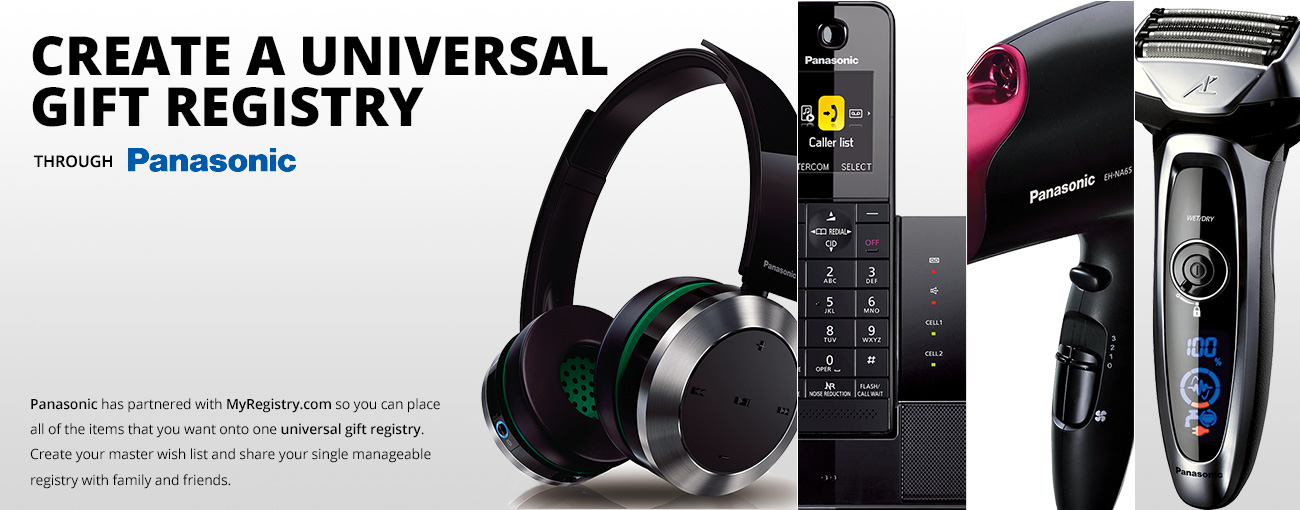 CREATE A UNIVERSAL
GIFT REGISTRY
THROUGH Panasonic
Panasonic has partnered with MyRegistry.com so you can place
all of the items that you want onto one universal gift registry.
Create your master wish list and share your single manageable
registry with family and friends.
Panasonic
Panasonic
Caller list
TERCOM SELECT
REDIAL
CID
OFF
2 3
ABC DEF
5 6
JKL MNO
8 9
TUV WXYZ
0 #
OPER
NR FLASH/
NOISE REDUCTION CALL WAIT
CELL1
CELL2
Panasonic EH-NA65
3
2
1
0
WET/DRY
100%
Panasonic